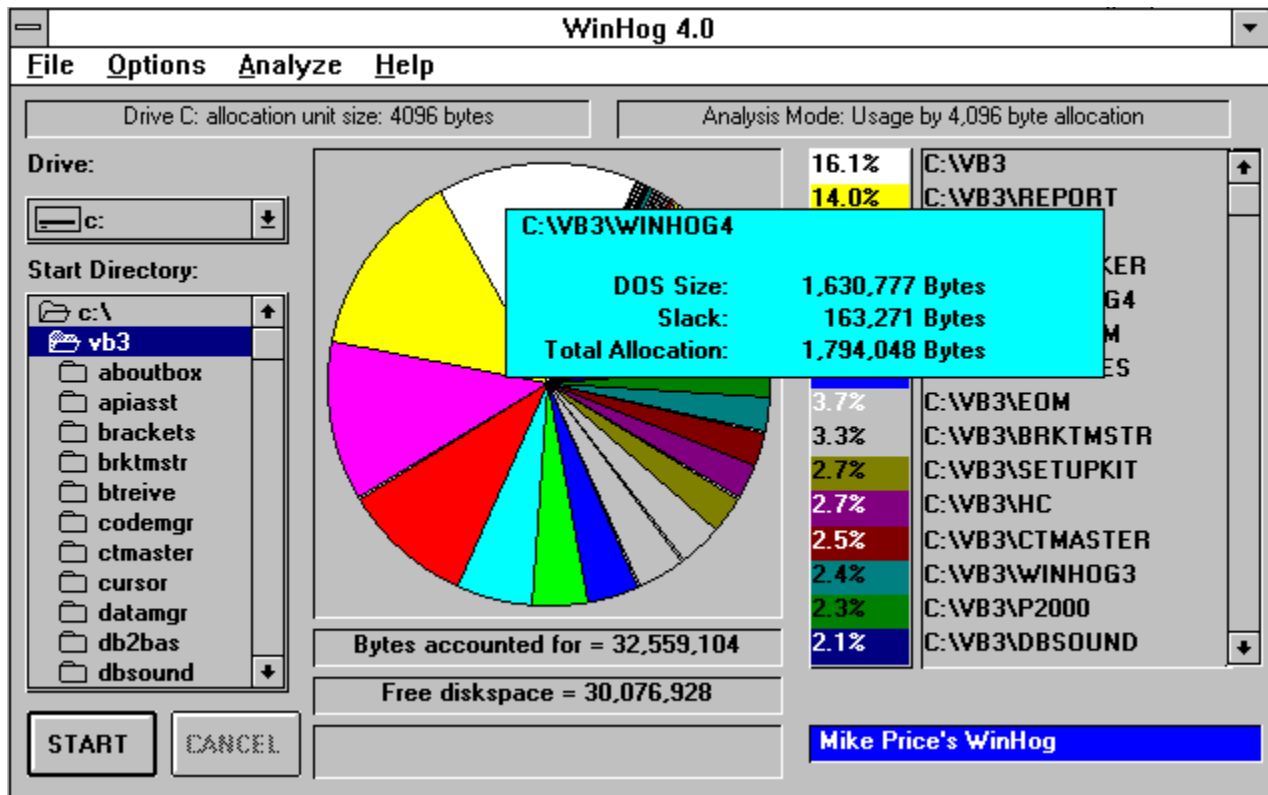 WinHog 4.0
File Options Analyze Help
Drive C: allocation unit size: 4096 bytes
Analysis Mode: Usage by 4,096 byte allocation
Drive:
c:
Start Directory:
c:\
vb3
aboutbox
apiasst
brackets
brktmstr
btreive
codemgr
ctmaster
cursor
datamgr
db2bas
dbsound
START
CANCEL
C:\VB3\WINHOG4
DOS Size: 1,630,777 Bytes
Slack: 163,271 Bytes
Total Allocation: 1,794,048 Bytes
Bytes accounted for = 32,559,104
Free diskspace = 30,076,928
16.1% C:\VB3
14.0% C:\VB3\REPORT
KER
G4
M
ES
3.7% C:\VB3\EOM
3.3% C:\VB3\BRKTMSTR
2.7% C:\VB3\SETUPKIT
2.7% C:\VB3\HC
2.5% C:\VB3\CTMASTER
2.4% C:\VB3\WINHOG3
2.3% C:\VB3\P2000
2.1% C:\VB3\DBSOUND
Mike Price's WinHog